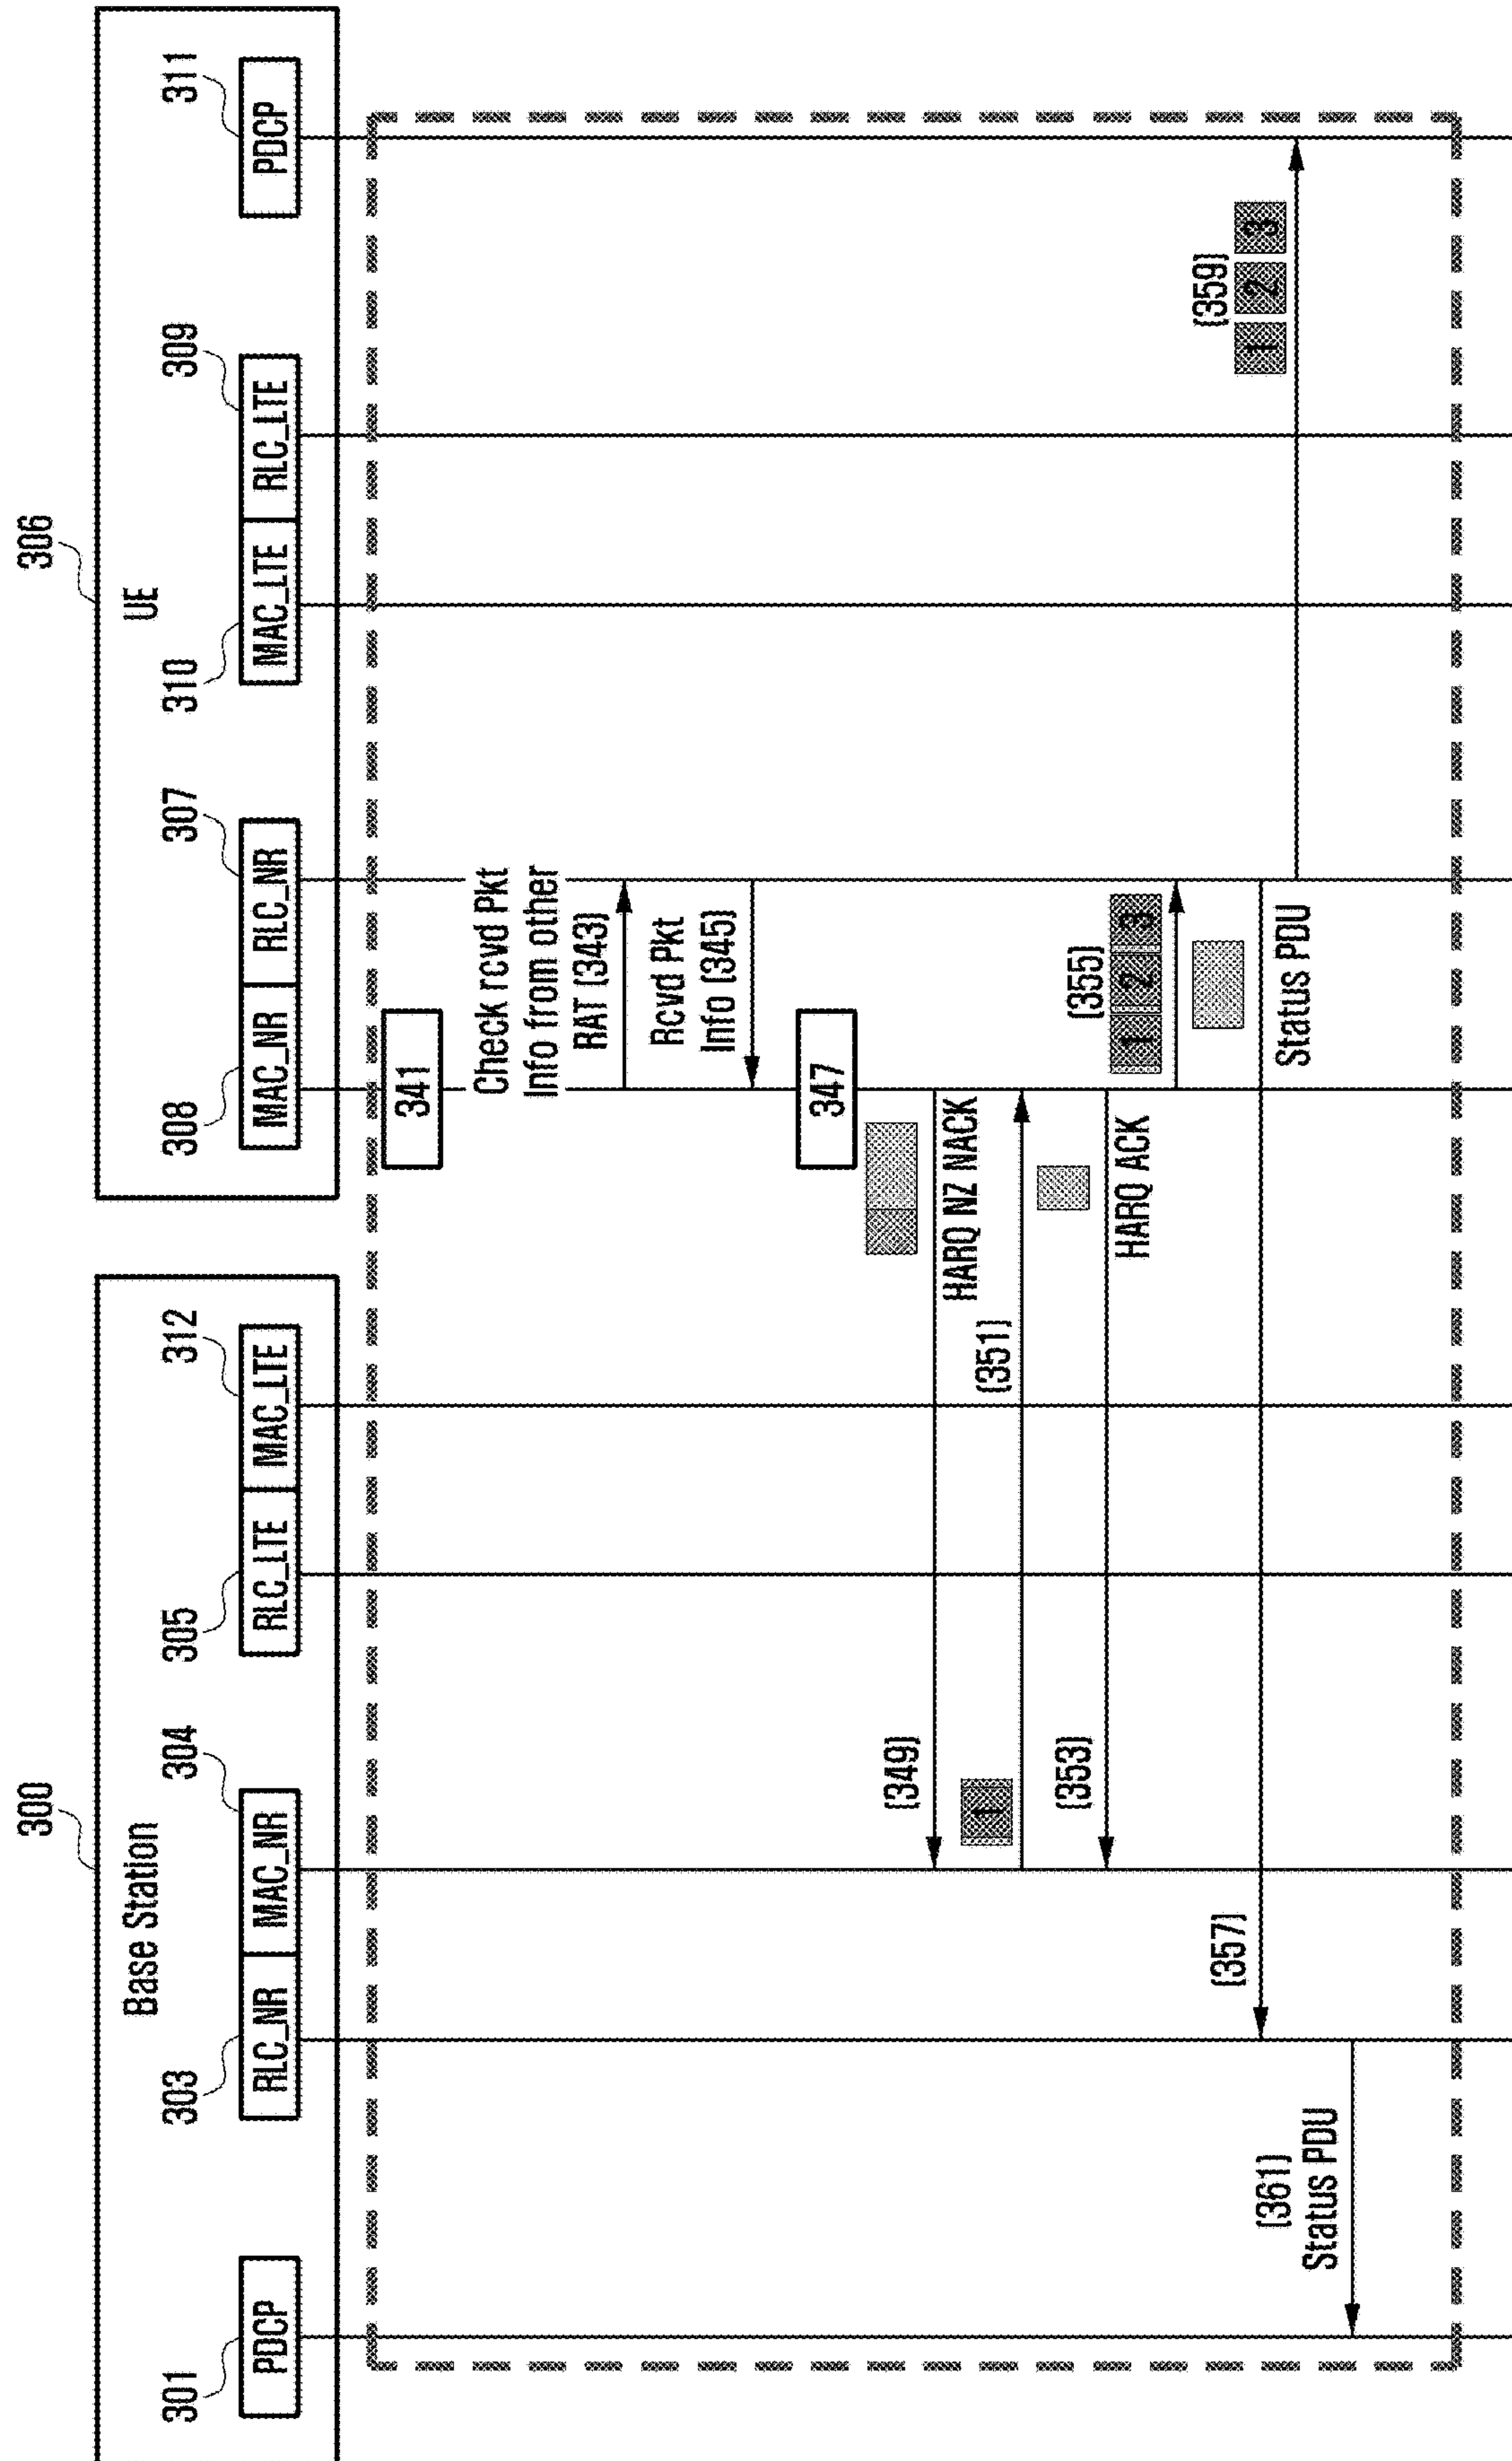 300
Base Station
301
PDCP
303
RLC_NR
304
MAC_NR
305
RLC_LTE
312
MAC_LTE
306
UE
308
MAC_NR
307
RLC_NR
310
MAC_LTE
309
RLC_LTE
311
PDCP
341
Check rcvd Pkt
Info from other
RAT (343)
Rcvd Pkt
Info (345)
347
(349)
HARQ NZ NACK
1
(351)
(353)
HARQ ACK
(355)
1 2 3
(357)
Status PDU
(359)
1 2 3
(361)
Status PDU